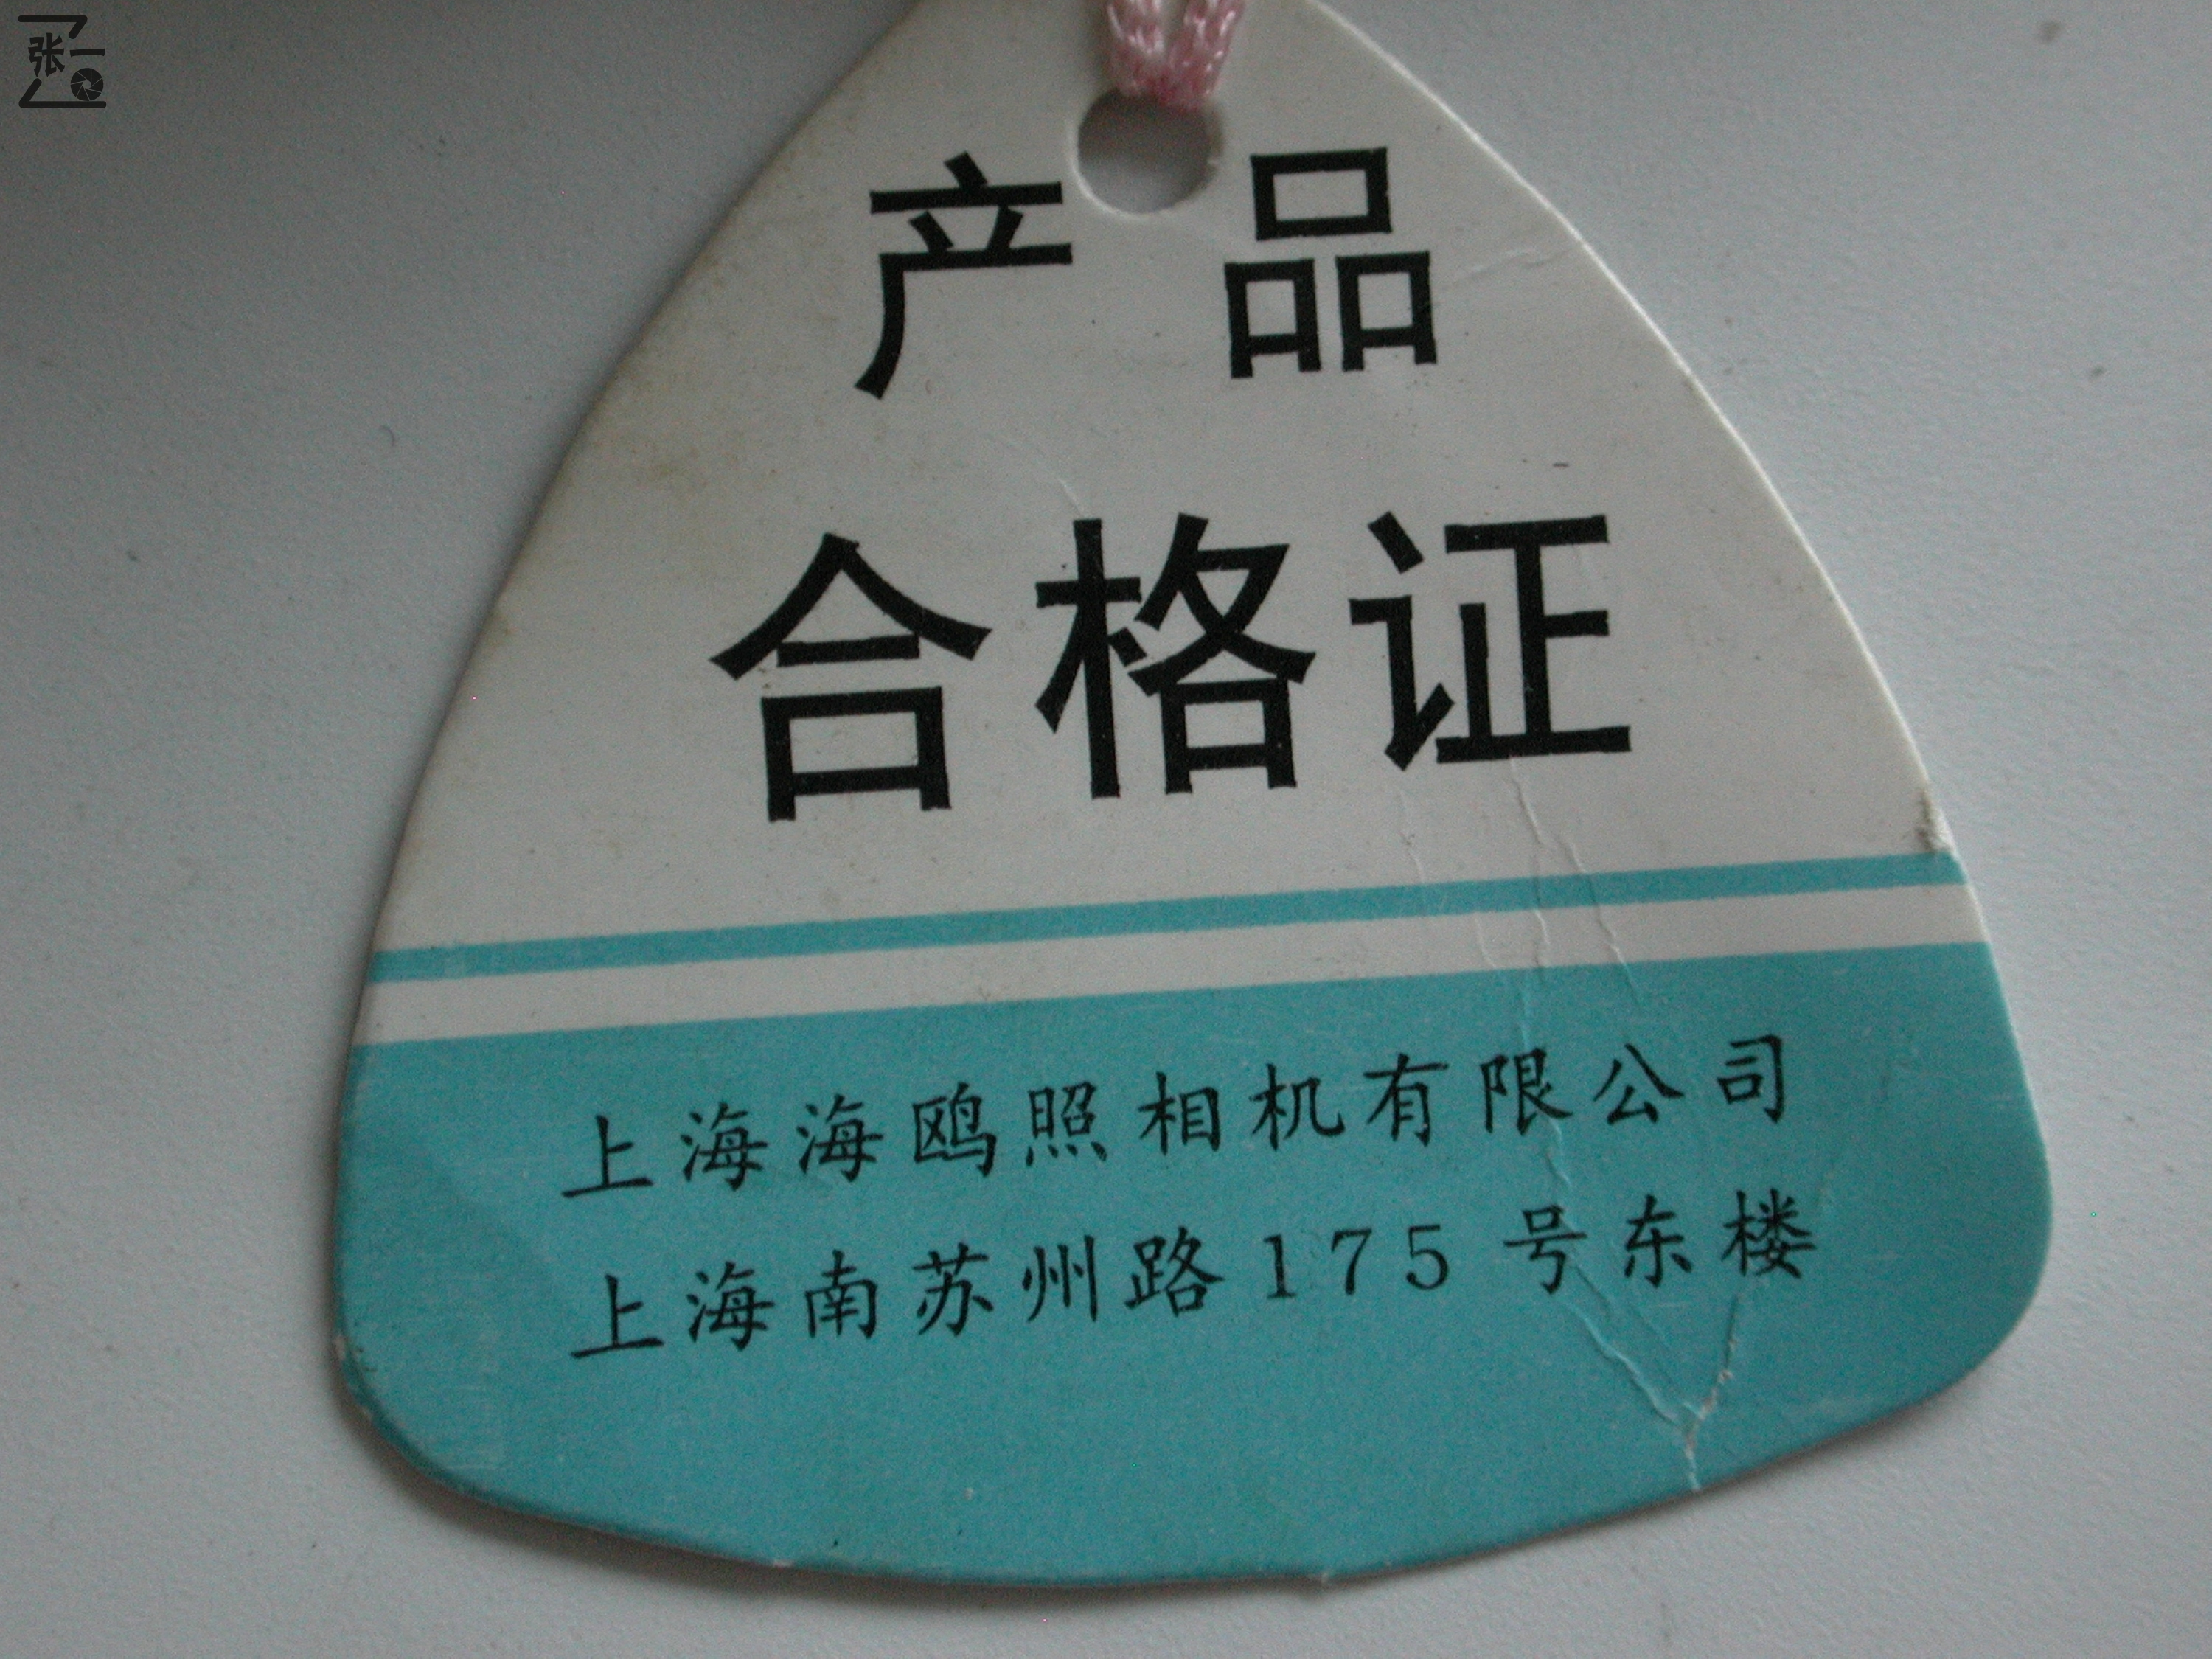 张一
产品
合格证
上海海鸥照相机有限公司
上海南苏州路175号东楼